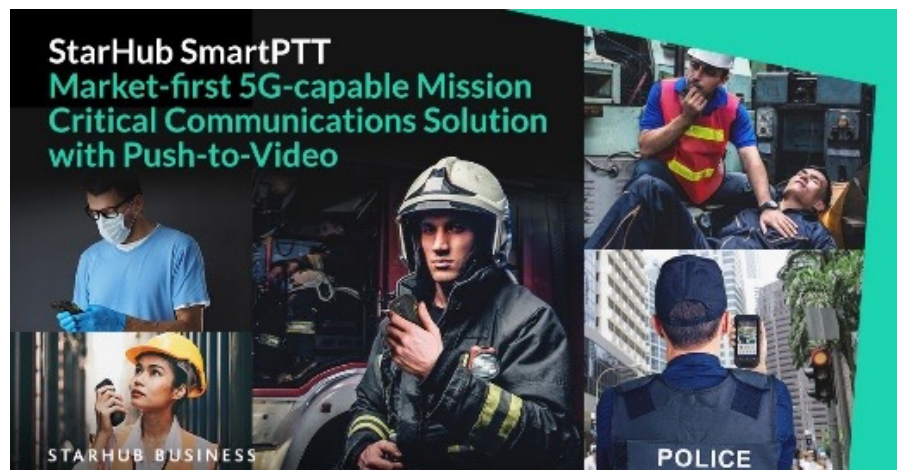 StarHub SmartPTT
Market-first 5G-capable Mission
Critical Communications Solution
with Push-to-Video
STARHUB BUSINESS
POLICE